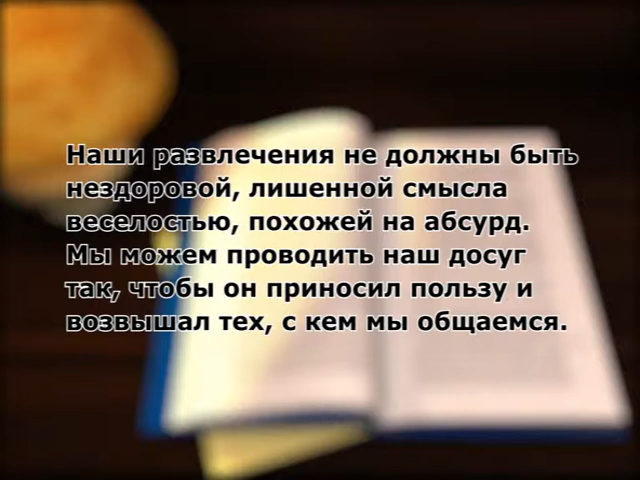 Наши развлечения не должны быть
нездоровой, лишенной смысла
веселостью, похожей на абсурд.
Мы можем проводить наш досуг
так, чтобы он приносил пользу и
возвышал тех, с кем мы общаемся.